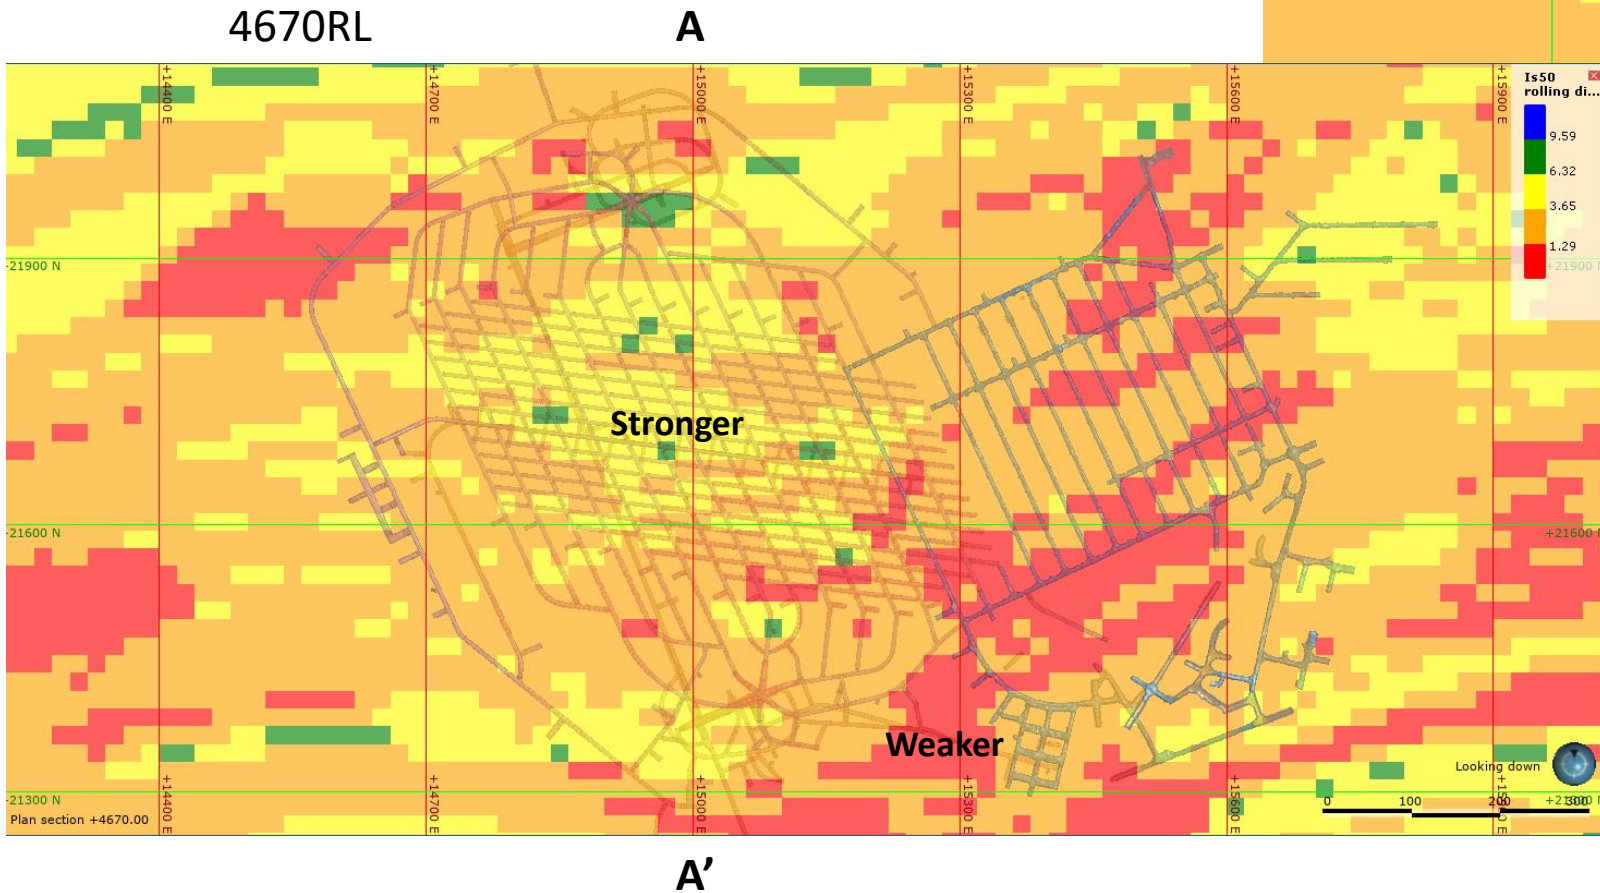 4670RL
A
+14400 E
+14700 E
+15000 E
+15300 E
+15600 E
+15900 E
Is50
rolling di...
9.59
6.32
3.65
1.29
-21900 N
+21900 N
Stronger
-21600 N
+21600 N
Weaker
Looking down
-21300 N
+14400 E
+14700 E
+15000 E
+15300 E
+15600 E
0
100
200
300
Plan section +4670.00
A’